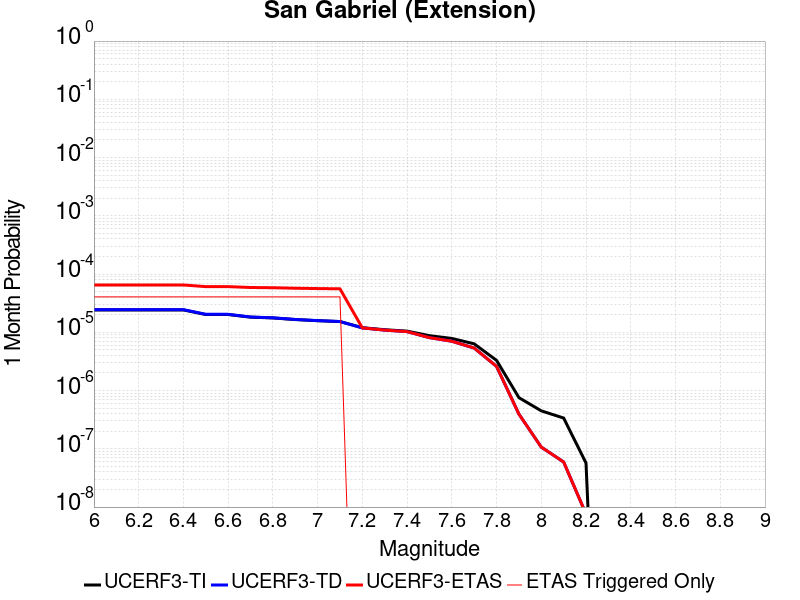 San Gabriel (Extension)
10^0
10^-1
10^-2
10^-3
10^-4
10^-5
10^-6
10^-7
10^-8
1 Month Probability
6 6.2 6.4 6.6 6.8 7 7.2 7.4 7.6 7.8 8 8.2 8.4 8.6 8.8 9
Magnitude
UCERF3-TI UCERF3-TD UCERF3-ETAS ETAS Triggered Only